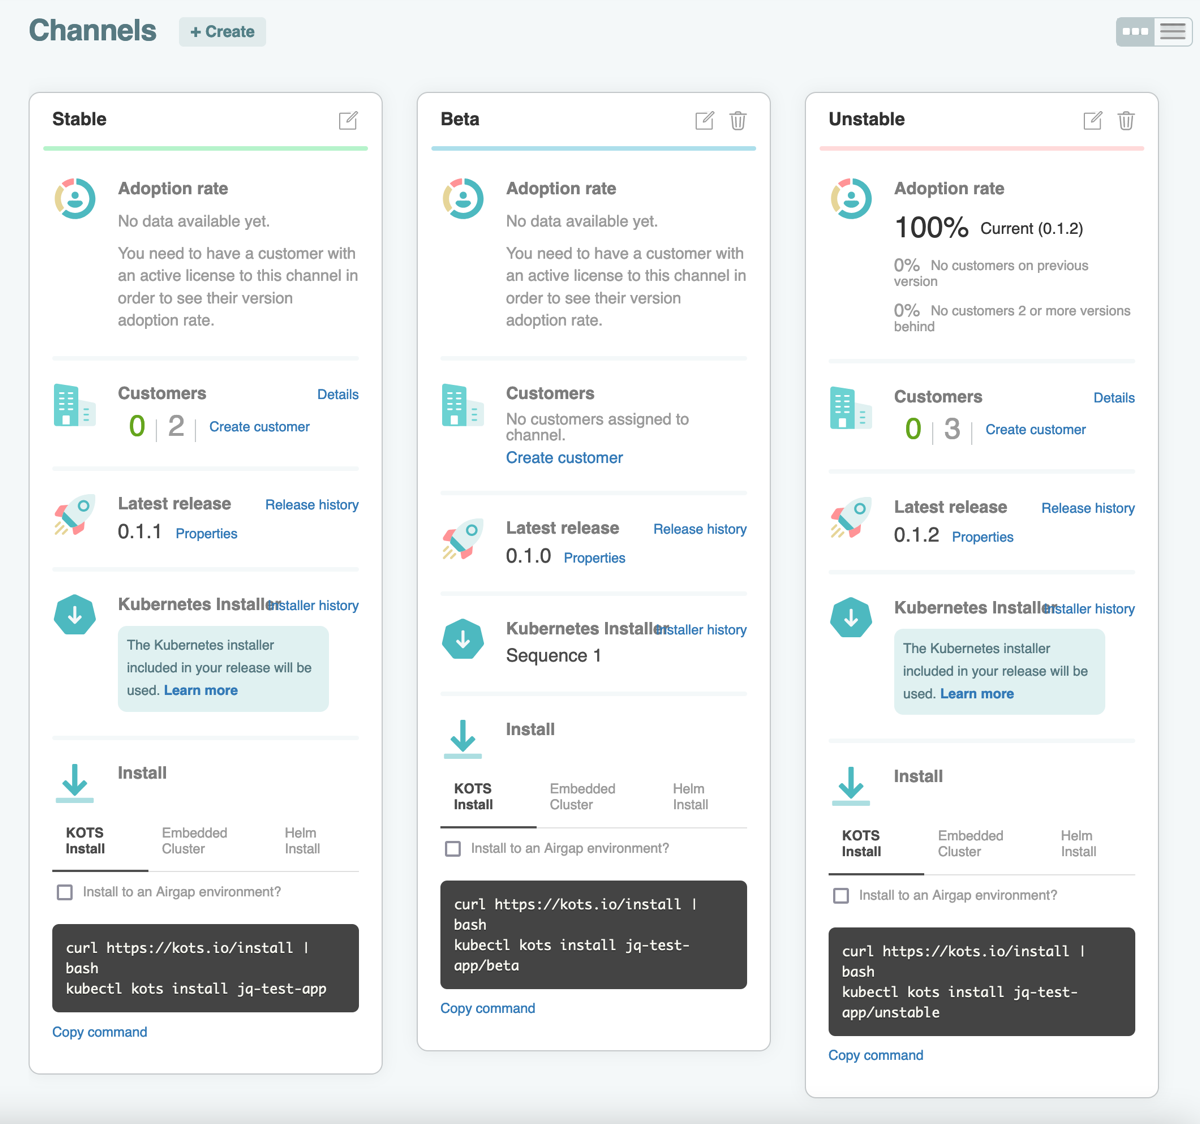 Channels
+ Create
Stable
Adoption rate
No data available yet.
You need to have a customer with
an active license to this channel in
order to see their version
adoption rate.
Customers
Details
0 | 2 | Create customer
Latest release
Release history
0.1.1 Properties
Kubernetes Installer
Installer history
The Kubernetes installer
included in your release will be
used. Learn more
Install
KOTS
Install
Embedded
Cluster
Helm
Install
Install to an Airgap environment?
curl https://kots.io/install |
bash
kubectl kots install jq-test-app
Copy command
Beta
Adoption rate
No data available yet.
You need to have a customer with
an active license to this channel in
order to see their version
adoption rate.
Customers
No customers assigned to
channel.
Create customer
Latest release
Release history
0.1.0 Properties
Kubernetes Installer
Installer history
Sequence 1
Install
KOTS
Install
Embedded
Cluster
Helm
Install
Install to an Airgap environment?
curl https://kots.io/install |
bash
kubectl kots install jq-test-
app/beta
Copy command
Unstable
Adoption rate
100% Current (0.1.2)
0% No customers on previous
version
0% No customers 2 or more versions
behind
Customers
Details
0 | 3 | Create customer
Latest release
Release history
0.1.2 Properties
Kubernetes Installer
Installer history
The Kubernetes installer
included in your release will be
used. Learn more
Install
KOTS
Install
Embedded
Cluster
Helm
Install
Install to an Airgap environment?
curl https://kots.io/install |
bash
kubectl kots install jq-test-
app/unstable
Copy command